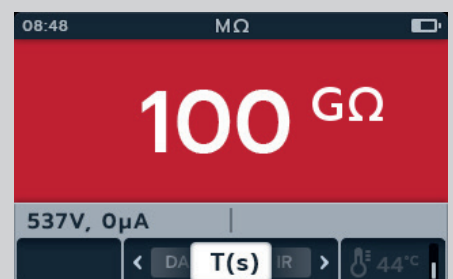 08:48 MΩ
100 GΩ
537V, 0µA
< DA T(s) IR > 44°C